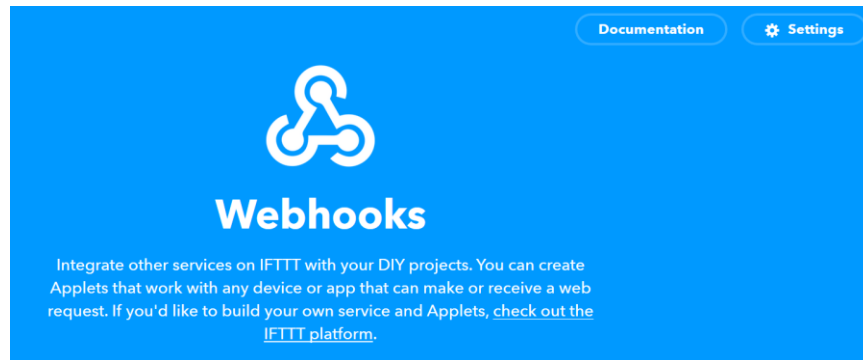 Documentation
Settings
Webhooks
Integrate other services on IFTTT with your DIY projects. You can create
Applets that work with any device or app that can make or receive a web
request. If you'd like to build your own service and Applets, check out the
IFTTT platform.